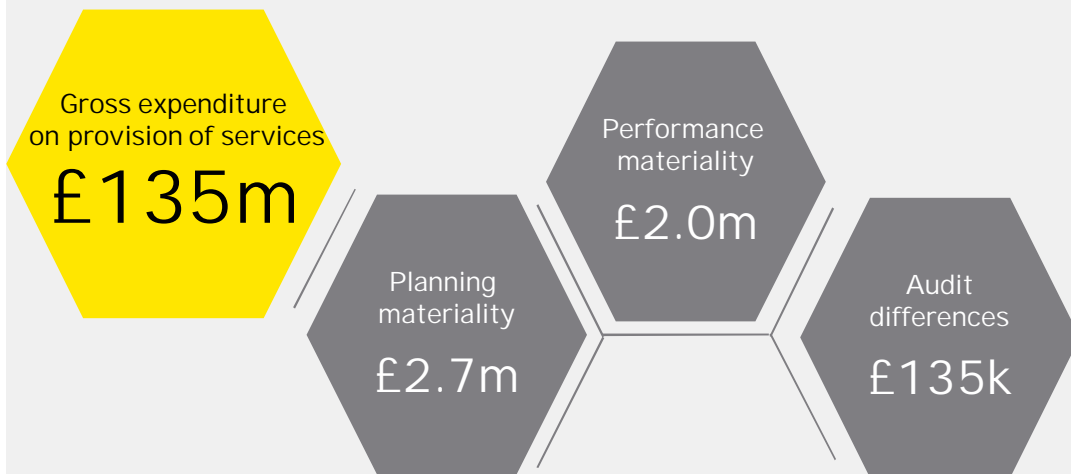 Gross expenditure
on provision of services
£135m
Planning
materiality
£2.7m
Performance
materiality
£2.0m
Audit
differences
£135k